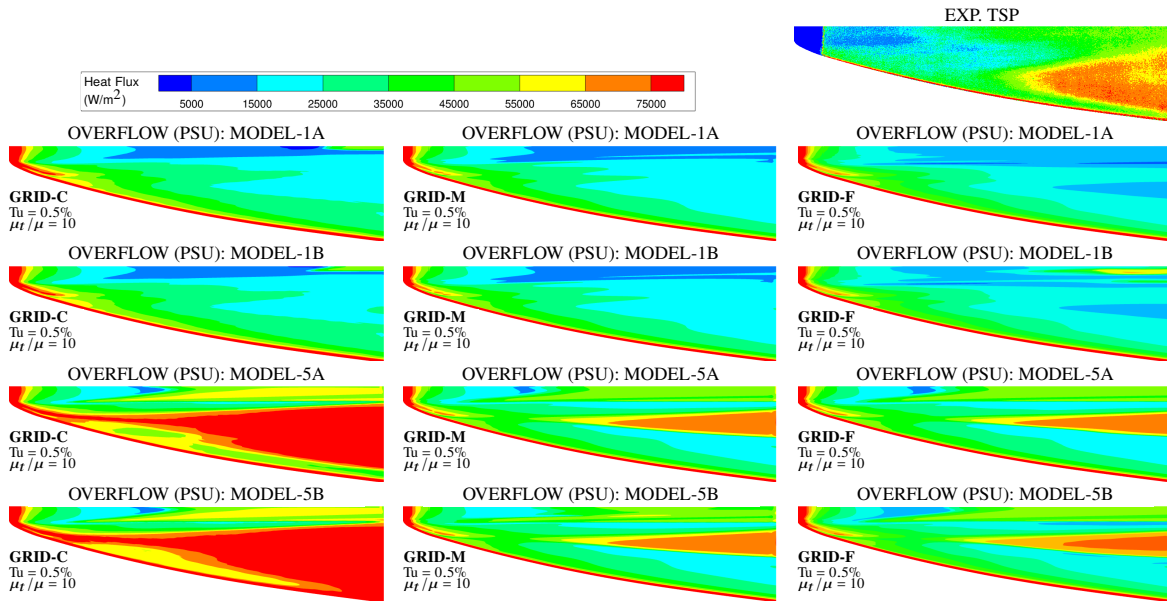 EXP. TSP
Heat Flux
(W/m²)
5000 15000 25000 35000 45000 55000 65000 75000
OVERFLOW (PSU): MODEL-1A OVERFLOW (PSU): MODEL-1A OVERFLOW (PSU): MODEL-1A
GRID-C GRID-M GRID-F
Tu = 0.5% Tu = 0.5% Tu = 0.5%
μt/μ = 10 μt/μ = 10 μt/μ = 10
OVERFLOW (PSU): MODEL-1B OVERFLOW (PSU): MODEL-1B OVERFLOW (PSU): MODEL-1B
GRID-C GRID-M GRID-F
Tu = 0.5% Tu = 0.5% Tu = 0.5%
μt/μ = 10 μt/μ = 10 μt/μ = 10
OVERFLOW (PSU): MODEL-5A OVERFLOW (PSU): MODEL-5A OVERFLOW (PSU): MODEL-5A
GRID-C GRID-M GRID-F
Tu = 0.5% Tu = 0.5% Tu = 0.5%
μt/μ = 10 μt/μ = 10 μt/μ = 10
OVERFLOW (PSU): MODEL-5B OVERFLOW (PSU): MODEL-5B OVERFLOW (PSU): MODEL-5B
GRID-C GRID-M GRID-F
Tu = 0.5% Tu = 0.5% Tu = 0.5%
μt/μ = 10 μt/μ = 10 μt/μ = 10